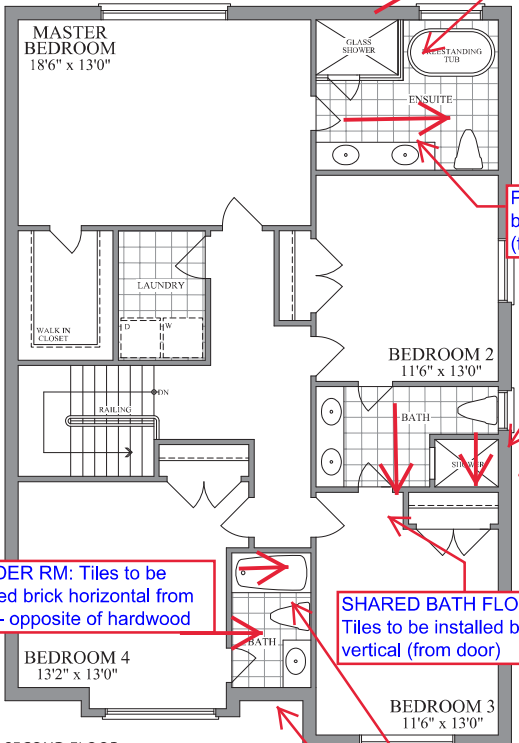 MASTER
BEDROOM
18'6" x 13'0"
GLASS
SHOWER
FREESTANDING
TUB
ENSUITE
LAUNDRY
D
W
WALK IN
CLOSET
BEDROOM 2
11'6" x 13'0"
DN
RAILING
BATH
SHOWER
DER RM: Tiles to be
ed brick horizontal from
- opposite of hardwood
SHARED BATH FLO
Tiles to be installed b
vertical (from door)
BATH
BEDROOM 4
13'2" x 13'0"
BEDROOM 3
11'6" x 13'0"